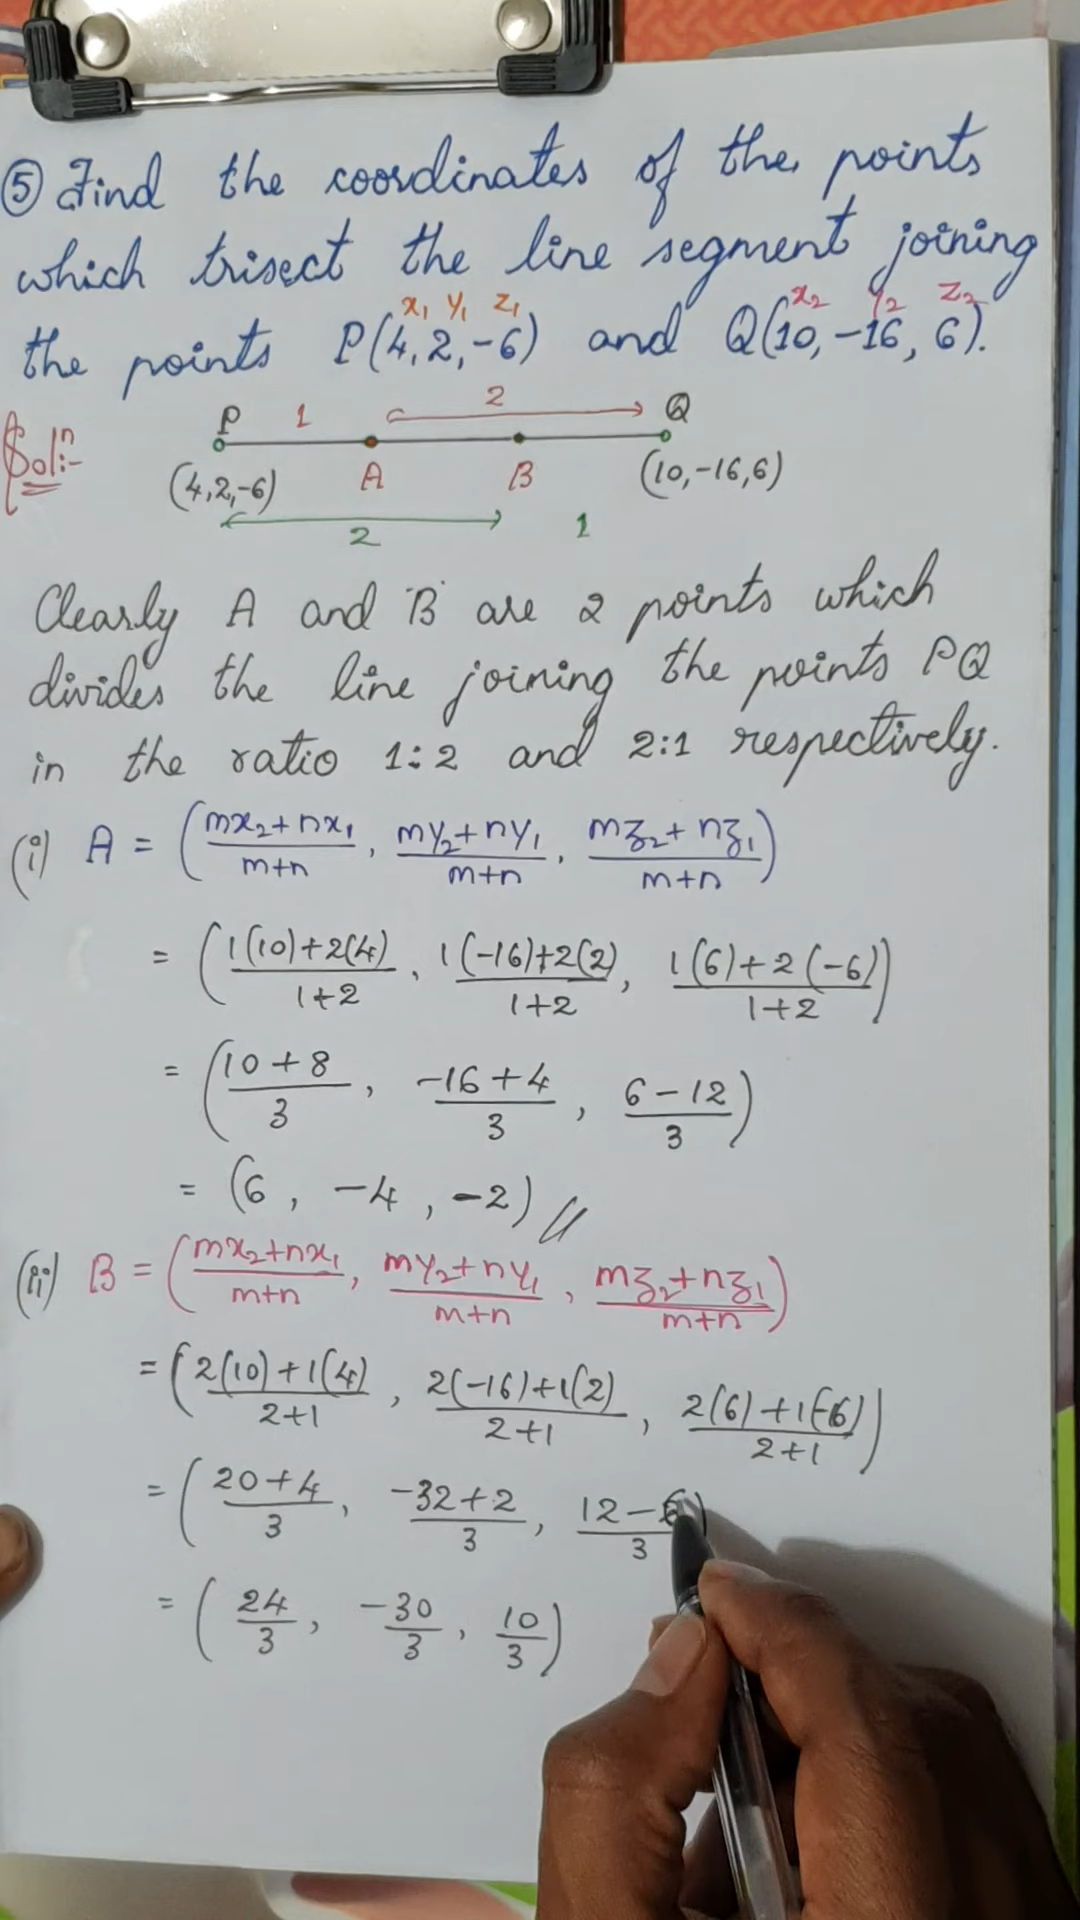 ⑤ Find the coordinates of the points
which trisect the line segment joining
x₁ y₁ z₁ x₂ y₂ z₂
the points P(4,2,-6) and Q(10,-16,6).
Solⁿ:-
P 1 2 Q
(4,2,-6) A B (10,-16,6)
2 1
Clearly A and B are 2 points which
divides the line joining the points PQ
in the ratio 1:2 and 2:1 respectively.
(i) A = ((mx₂+nx₁)/(m+n), (my₂+ny₁)/(m+n), (mz₂+nz₁)/(m+n))
= ((1(10)+2(4))/(1+2), (1(-16)+2(2))/(1+2), (1(6)+2(-6))/(1+2))
= ((10+8)/3, (-16+4)/3, (6-12)/3)
= (6, -4, -2)
(ii) B = ((mx₂+nx₁)/(m+n), (my₂+ny₁)/(m+n), (mz₂+nz₁)/(m+n))
= ((2(10)+1(4))/(2+1), (2(-16)+1(2))/(2+1), (2(6)+1(-6))/(2+1))
= ((20+4)/3, (-32+2)/3, (12-6)/3)
= (24/3, -30/3, 10/3)